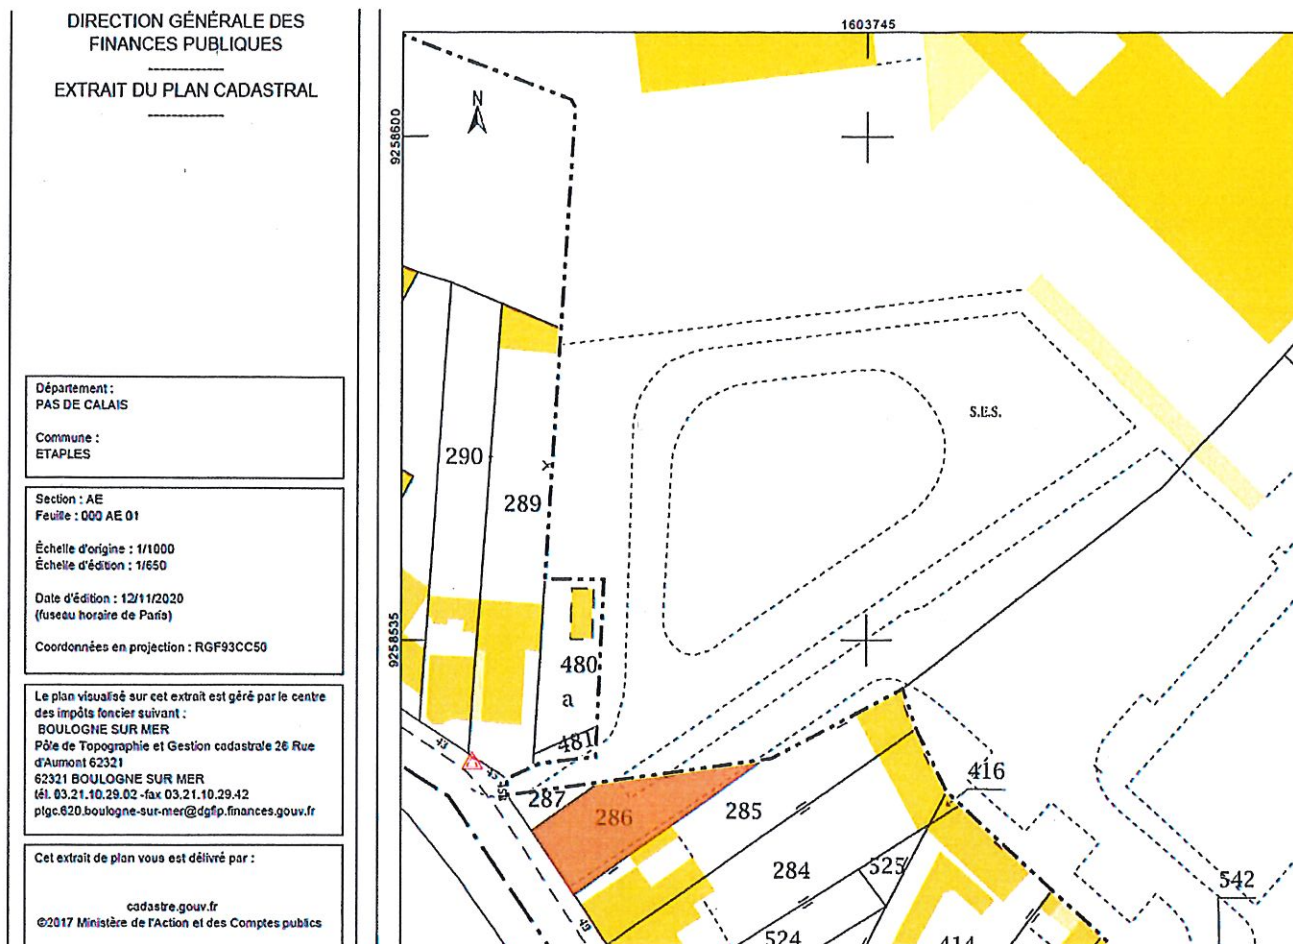 DIRECTION GÉNÉRALE DES
FINANCES PUBLIQUES
------------
EXTRAIT DU PLAN CADASTRAL
------------
Département :
PAS DE CALAIS
Commune :
ETAPLES
Section : AE
Feuille : 000 AE 01
Échelle d'origine : 1/1000
Échelle d'édition : 1/650
Date d'édition : 12/11/2020
(fuseau horaire de Paris)
Coordonnées en projection : RGF93CC50
Le plan visualisé sur cet extrait est géré par le centre
des impôts foncier suivant :
BOULOGNE SUR MER
Pôle de Topographie et Gestion cadastrale 26 Rue
d'Aumont 62321
62321 BOULOGNE SUR MER
tél. 03.21.10.29.02 -fax 03.21.10.29.42
plgc.620.boulogne-sur-mer@dgfip.finances.gouv.fr
Cet extrait de plan vous est délivré par :
cadastre.gouv.fr
©2017 Ministère de l'Action et des Comptes publics
1603745
N
9258600
S.E.S.
290
289
9258535
480
a
481
43
45
287
286
285
416
284
525
542
49
524
414